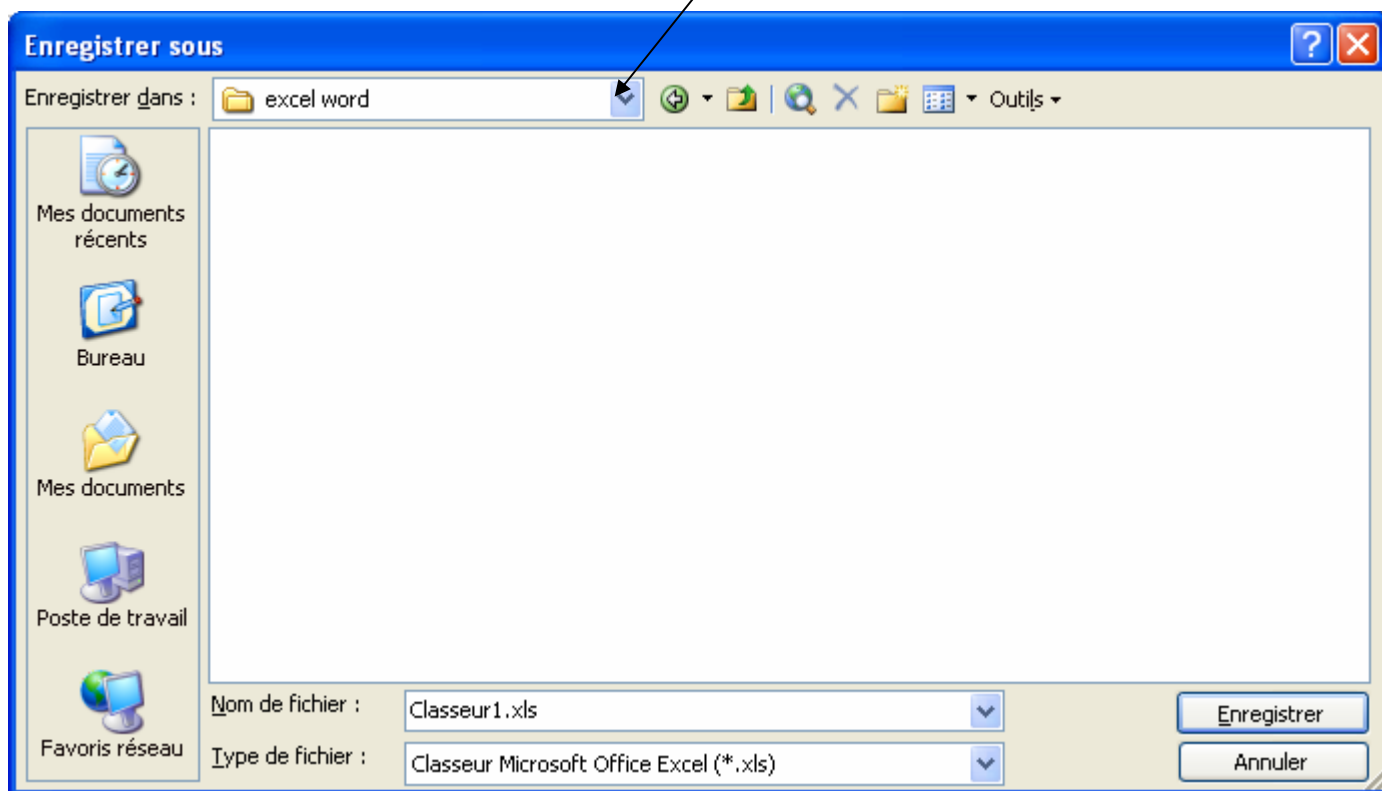 Enregistrer sous
Enregistrer dans :
excel word
Outils
Mes documents
récents
Bureau
Mes documents
Poste de travail
Favoris réseau
Nom de fichier :
Classeur1.xls
Enregistrer
Type de fichier :
Classeur Microsoft Office Excel (*.xls)
Annuler